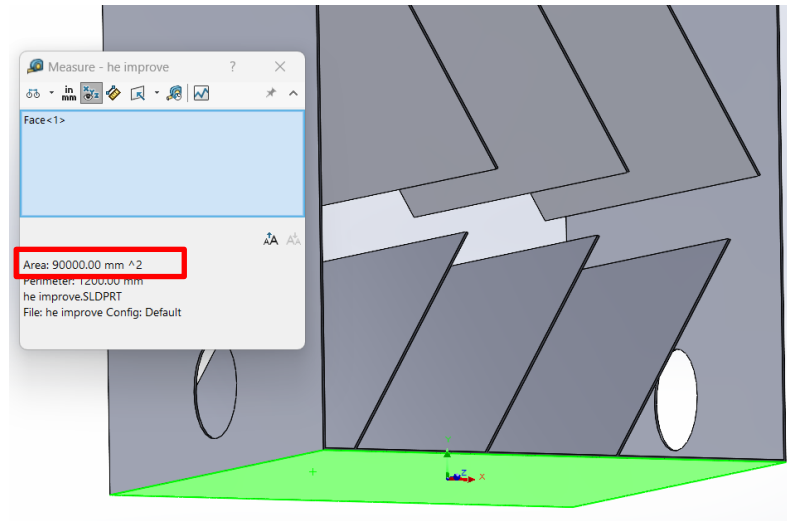 Measure - he improve ? ×
in
mm
Face<1>
Area: 90000.00 mm ^2
Perimeter: 1200.00 mm
he improve.SLDPRT
File: he improve Config: Default
Z
X